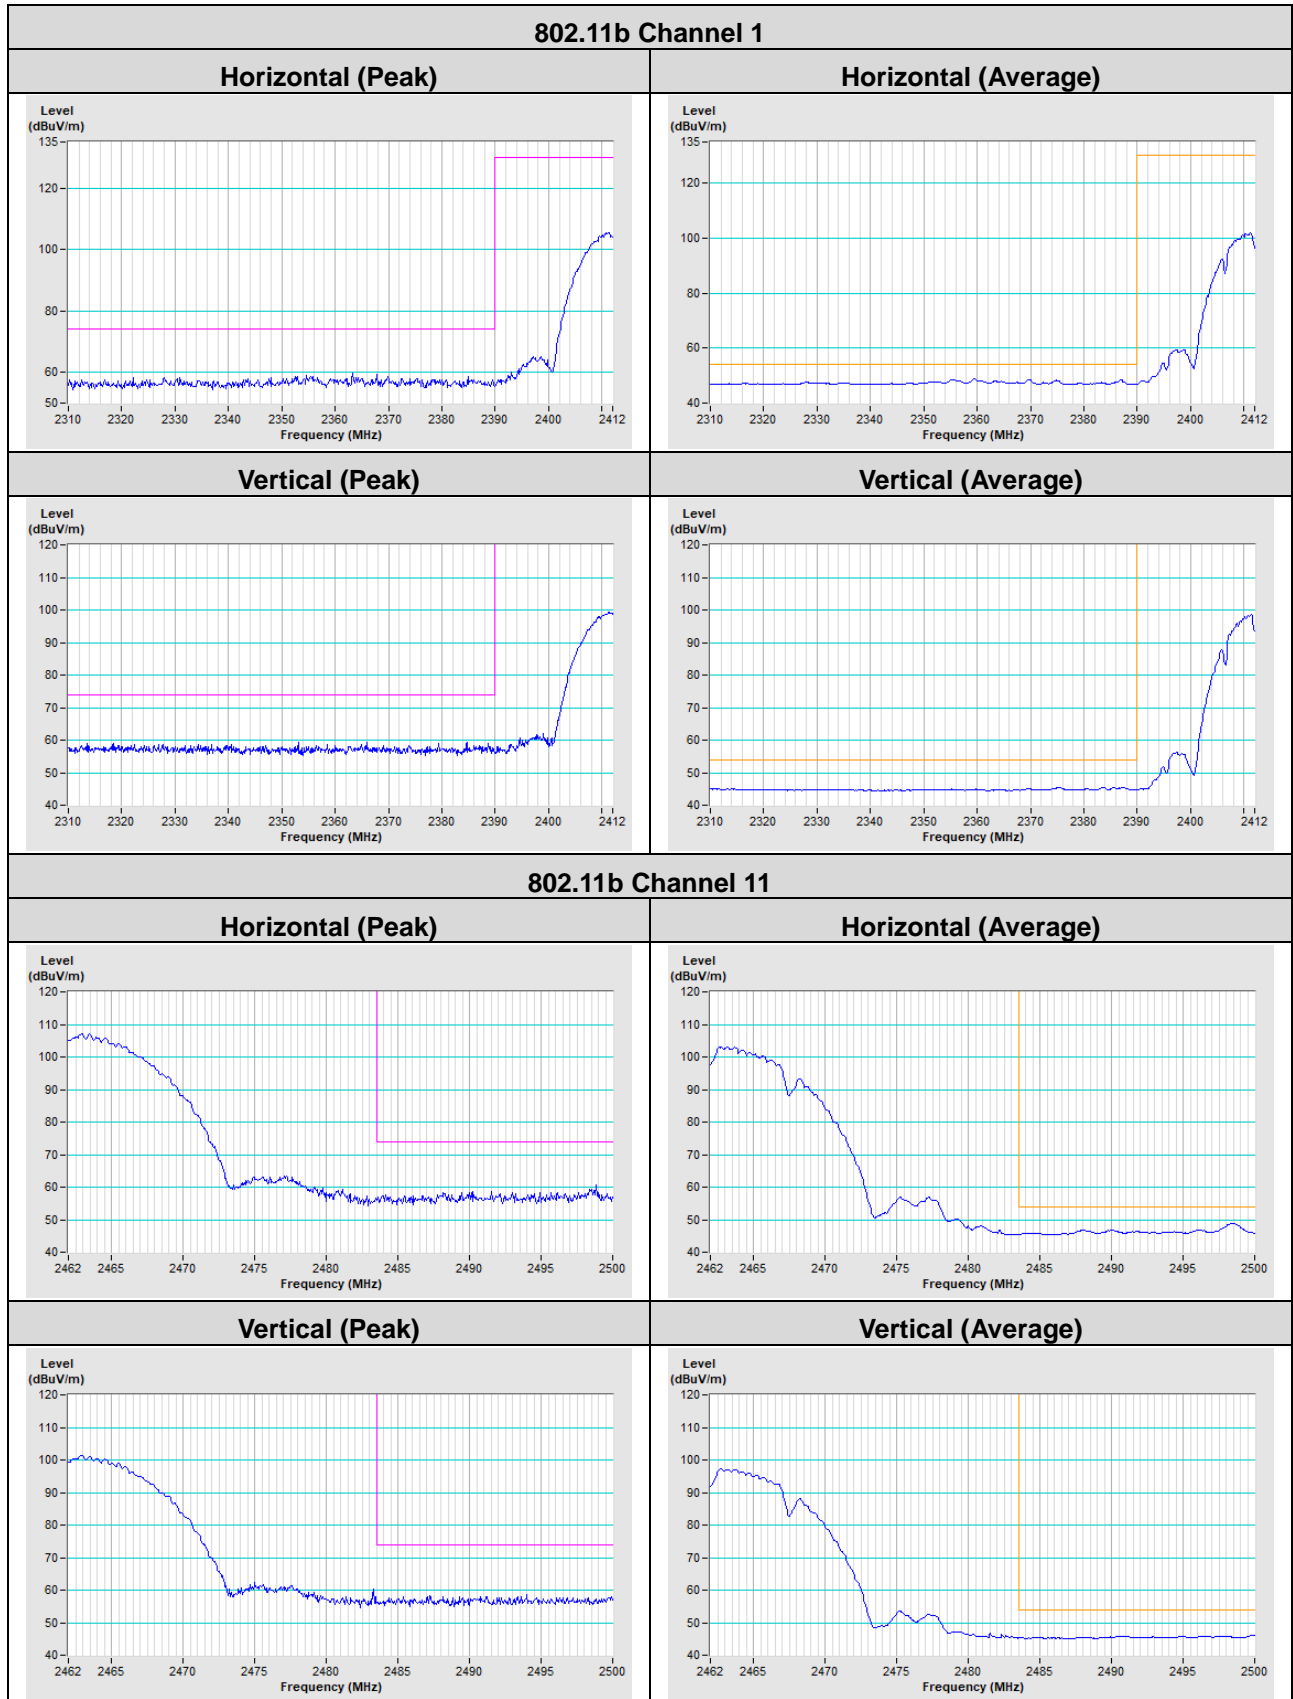 802.11b Channel 1
Horizontal (Peak)
Horizontal (Average)
Level
(dBuV/m)
135
120
100
80
60
50
2310 2320 2330 2340 2350 2360 2370 2380 2390 2400 2412
Frequency (MHz)
Level
(dBuV/m)
135
120
100
80
60
40
2310 2320 2330 2340 2350 2360 2370 2380 2390 2400 2412
Frequency (MHz)
Vertical (Peak)
Vertical (Average)
Level
(dBuV/m)
120
110
100
90
80
70
60
50
40
2310 2320 2330 2340 2350 2360 2370 2380 2390 2400 2412
Frequency (MHz)
Level
(dBuV/m)
120
110
100
90
80
70
60
50
40
2310 2320 2330 2340 2350 2360 2370 2380 2390 2400 2412
Frequency (MHz)
802.11b Channel 11
Horizontal (Peak)
Horizontal (Average)
Level
(dBuV/m)
120
110
100
90
80
70
60
50
40
2462 2465 2470 2475 2480 2485 2490 2495 2500
Frequency (MHz)
Level
(dBuV/m)
120
110
100
90
80
70
60
50
40
2462 2465 2470 2475 2480 2485 2490 2495 2500
Frequency (MHz)
Vertical (Peak)
Vertical (Average)
Level
(dBuV/m)
120
110
100
90
80
70
60
50
40
2462 2465 2470 2475 2480 2485 2490 2495 2500
Frequency (MHz)
Level
(dBuV/m)
120
110
100
90
80
70
60
50
40
2462 2465 2470 2475 2480 2485 2490 2495 2500
Frequency (MHz)